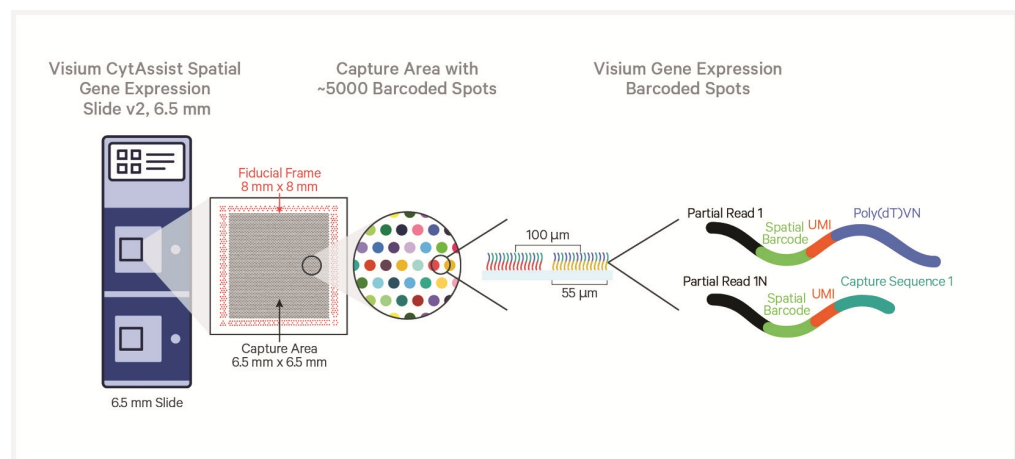 Visium CytAssist Spatial
Gene Expression
Slide v2, 6.5 mm
Capture Area with
~5000 Barcoded Spots
Visium Gene Expression
Barcoded Spots
Fiducial Frame
8 mm x 8 mm
Capture Area
6.5 mm x 6.5 mm
6.5 mm Slide
100 µm
55 µm
Partial Read 1
Spatial
Barcode
UMI
Poly(dT)VN
Partial Read 1N
Spatial
Barcode
UMI
Capture Sequence 1